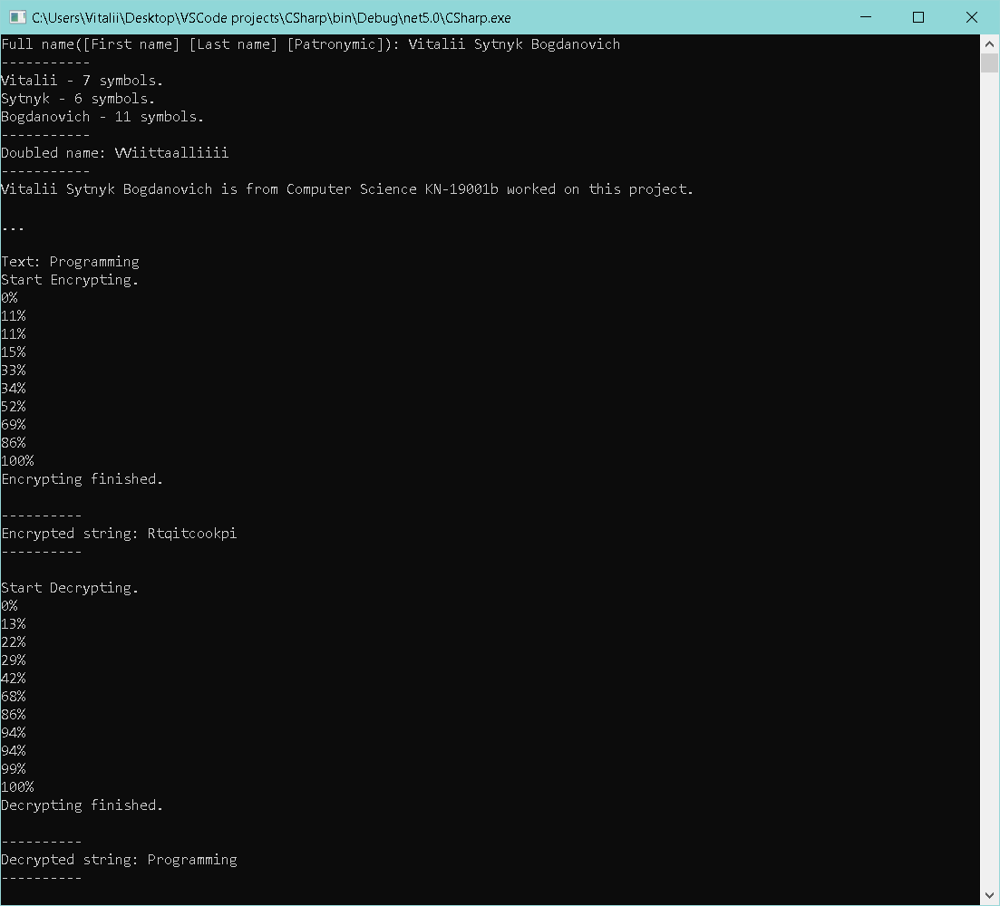 C:\Users\Vitalii\Desktop\VSCode projects\CSharp\bin\Debug\net5.0\CSharp.exe
Full name([First name] [Last name] [Patronymic]): Vitalii Sytnyk Bogdanovich
-----------
Vitalii - 7 symbols.
Sytnyk - 6 symbols.
Bogdanovich - 11 symbols.
-----------
Doubled name: VViittaalliiii
-----------
Vitalii Sytnyk Bogdanovich is from Computer Science KN-19001b worked on this project.
...
Text: Programming
Start Encrypting.
0%
11%
11%
15%
33%
34%
52%
69%
86%
100%
Encrypting finished.
----------
Encrypted string: Rtqitcookpi
----------
Start Decrypting.
0%
13%
22%
29%
42%
68%
86%
94%
94%
99%
100%
Decrypting finished.
----------
Decrypted string: Programming
----------